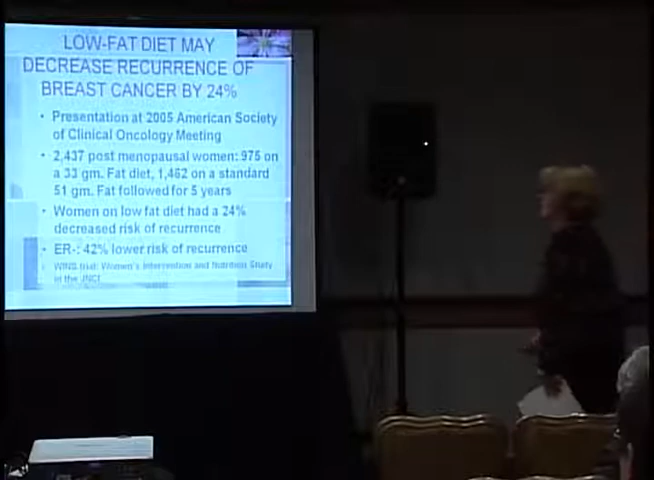 LOW-FAT DIET MAY
DECREASE RECURRENCE OF
BREAST CANCER BY 24%
• Presentation at 2005 American Society
of Clinical Oncology Meeting
• 2,437 post menopausal women: 975 on
a 33 gm. Fat diet, 1,462 on a standard
51 gm. Fat followed for 5 years
• Women on low fat diet had a 24%
decreased risk of recurrence
• ER-: 42% lower risk of recurrence
• WINS trial: Women's Intervention and Nutrition Study
in the JNCI